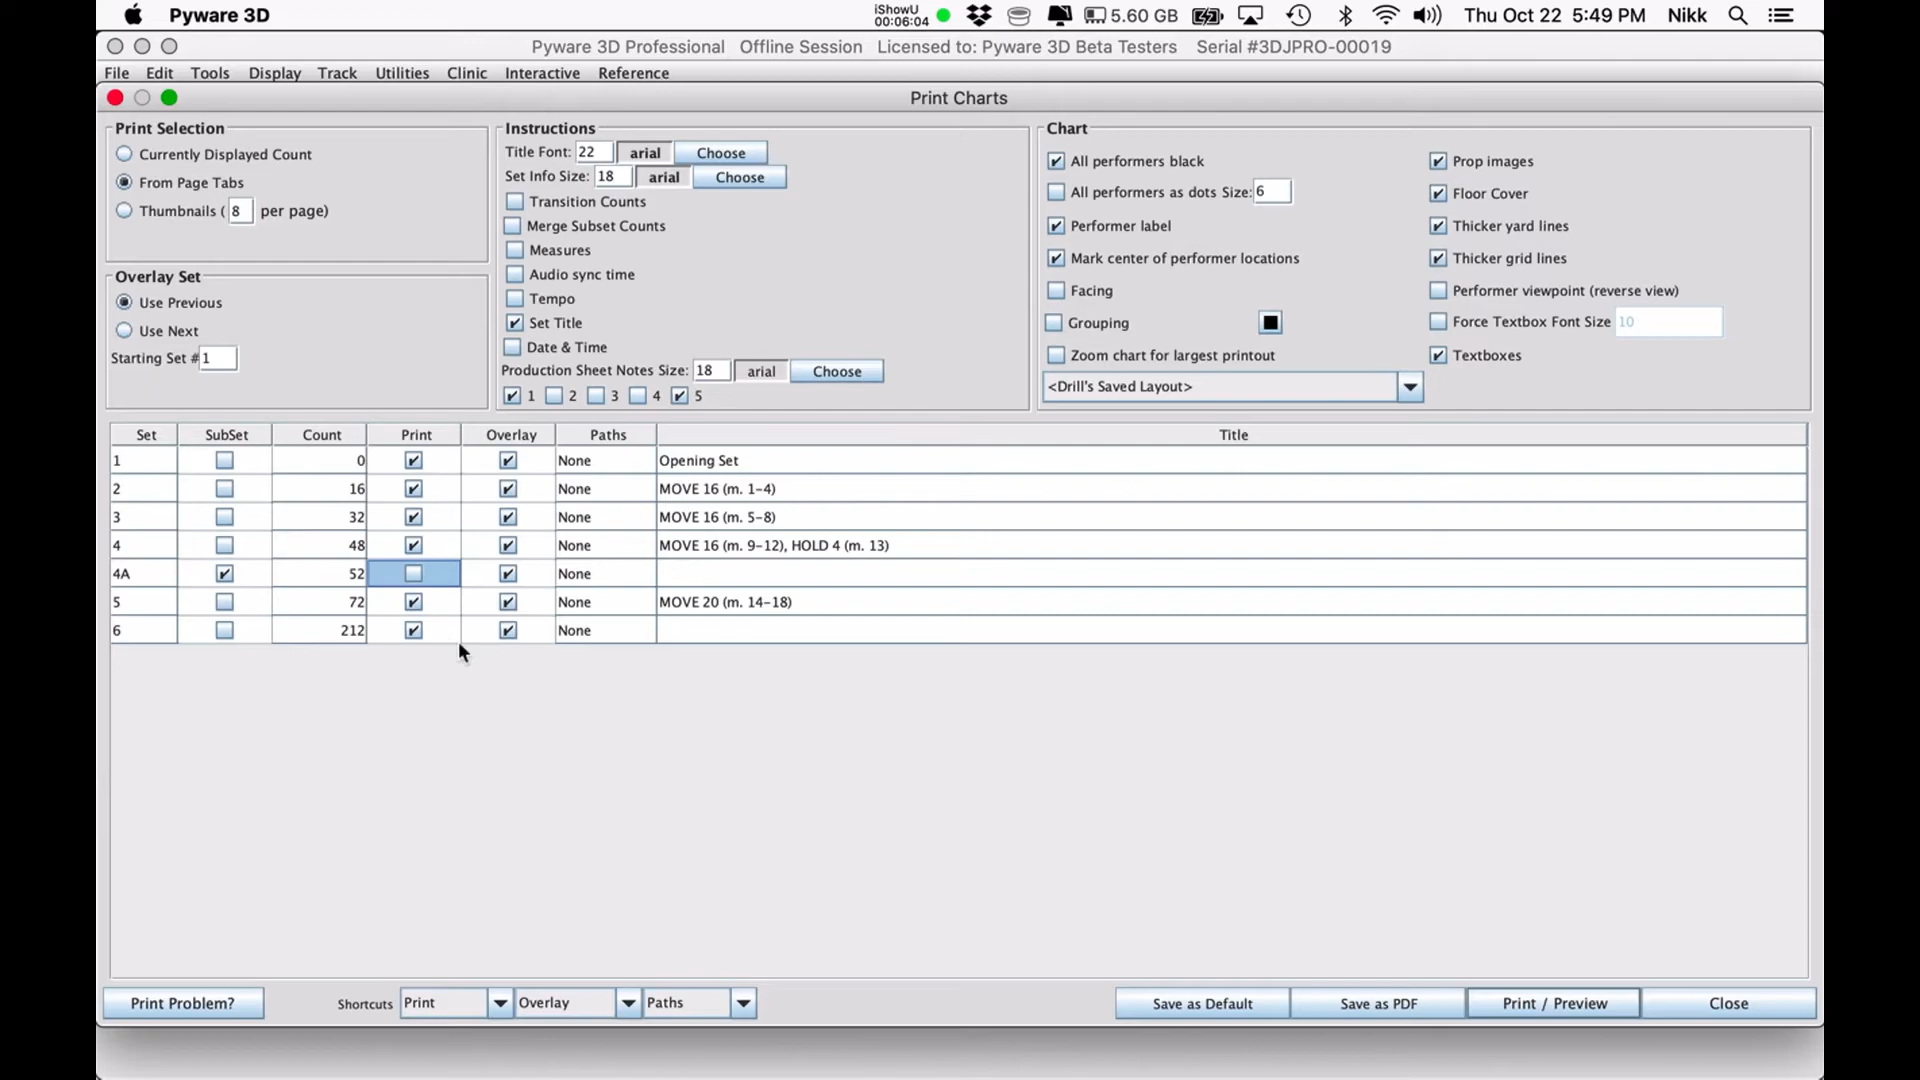 Pyware 3D
iShowU
00:06:04
5.60 GB
Thu Oct 22 5:49 PM Nikk
Pyware 3D Professional Offline Session Licensed to: Pyware 3D Beta Testers Serial #3DJPRO-00019
File Edit Tools Display Track Utilities Clinic Interactive Reference
Print Charts
Print Selection
Currently Displayed Count
From Page Tabs
Thumbnails ( 8 per page)
Overlay Set
Use Previous
Use Next
Starting Set # 1
Instructions
Title Font: 22 arial Choose
Set Info Size: 18 arial Choose
Transition Counts
Merge Subset Counts
Measures
Audio sync time
Tempo
Set Title
Date & Time
Production Sheet Notes Size: 18 arial Choose
1 2 3 4 5
Chart
All performers black
All performers as dots Size: 6
Performer label
Mark center of performer locations
Facing
Grouping
Zoom chart for largest printout
<Drill's Saved Layout>
Prop images
Floor Cover
Thicker yard lines
Thicker grid lines
Performer viewpoint (reverse view)
Force Textbox Font Size 10
Textboxes
Set SubSet Count Print Overlay Paths Title
1 0 None Opening Set
2 16 None MOVE 16 (m. 1-4)
3 32 None MOVE 16 (m. 5-8)
4 48 None MOVE 16 (m. 9-12), HOLD 4 (m. 13)
4A 52 None
5 72 None MOVE 20 (m. 14-18)
6 212 None
Print Problem? Shortcuts Print Overlay Paths Save as Default Save as PDF Print / Preview Close